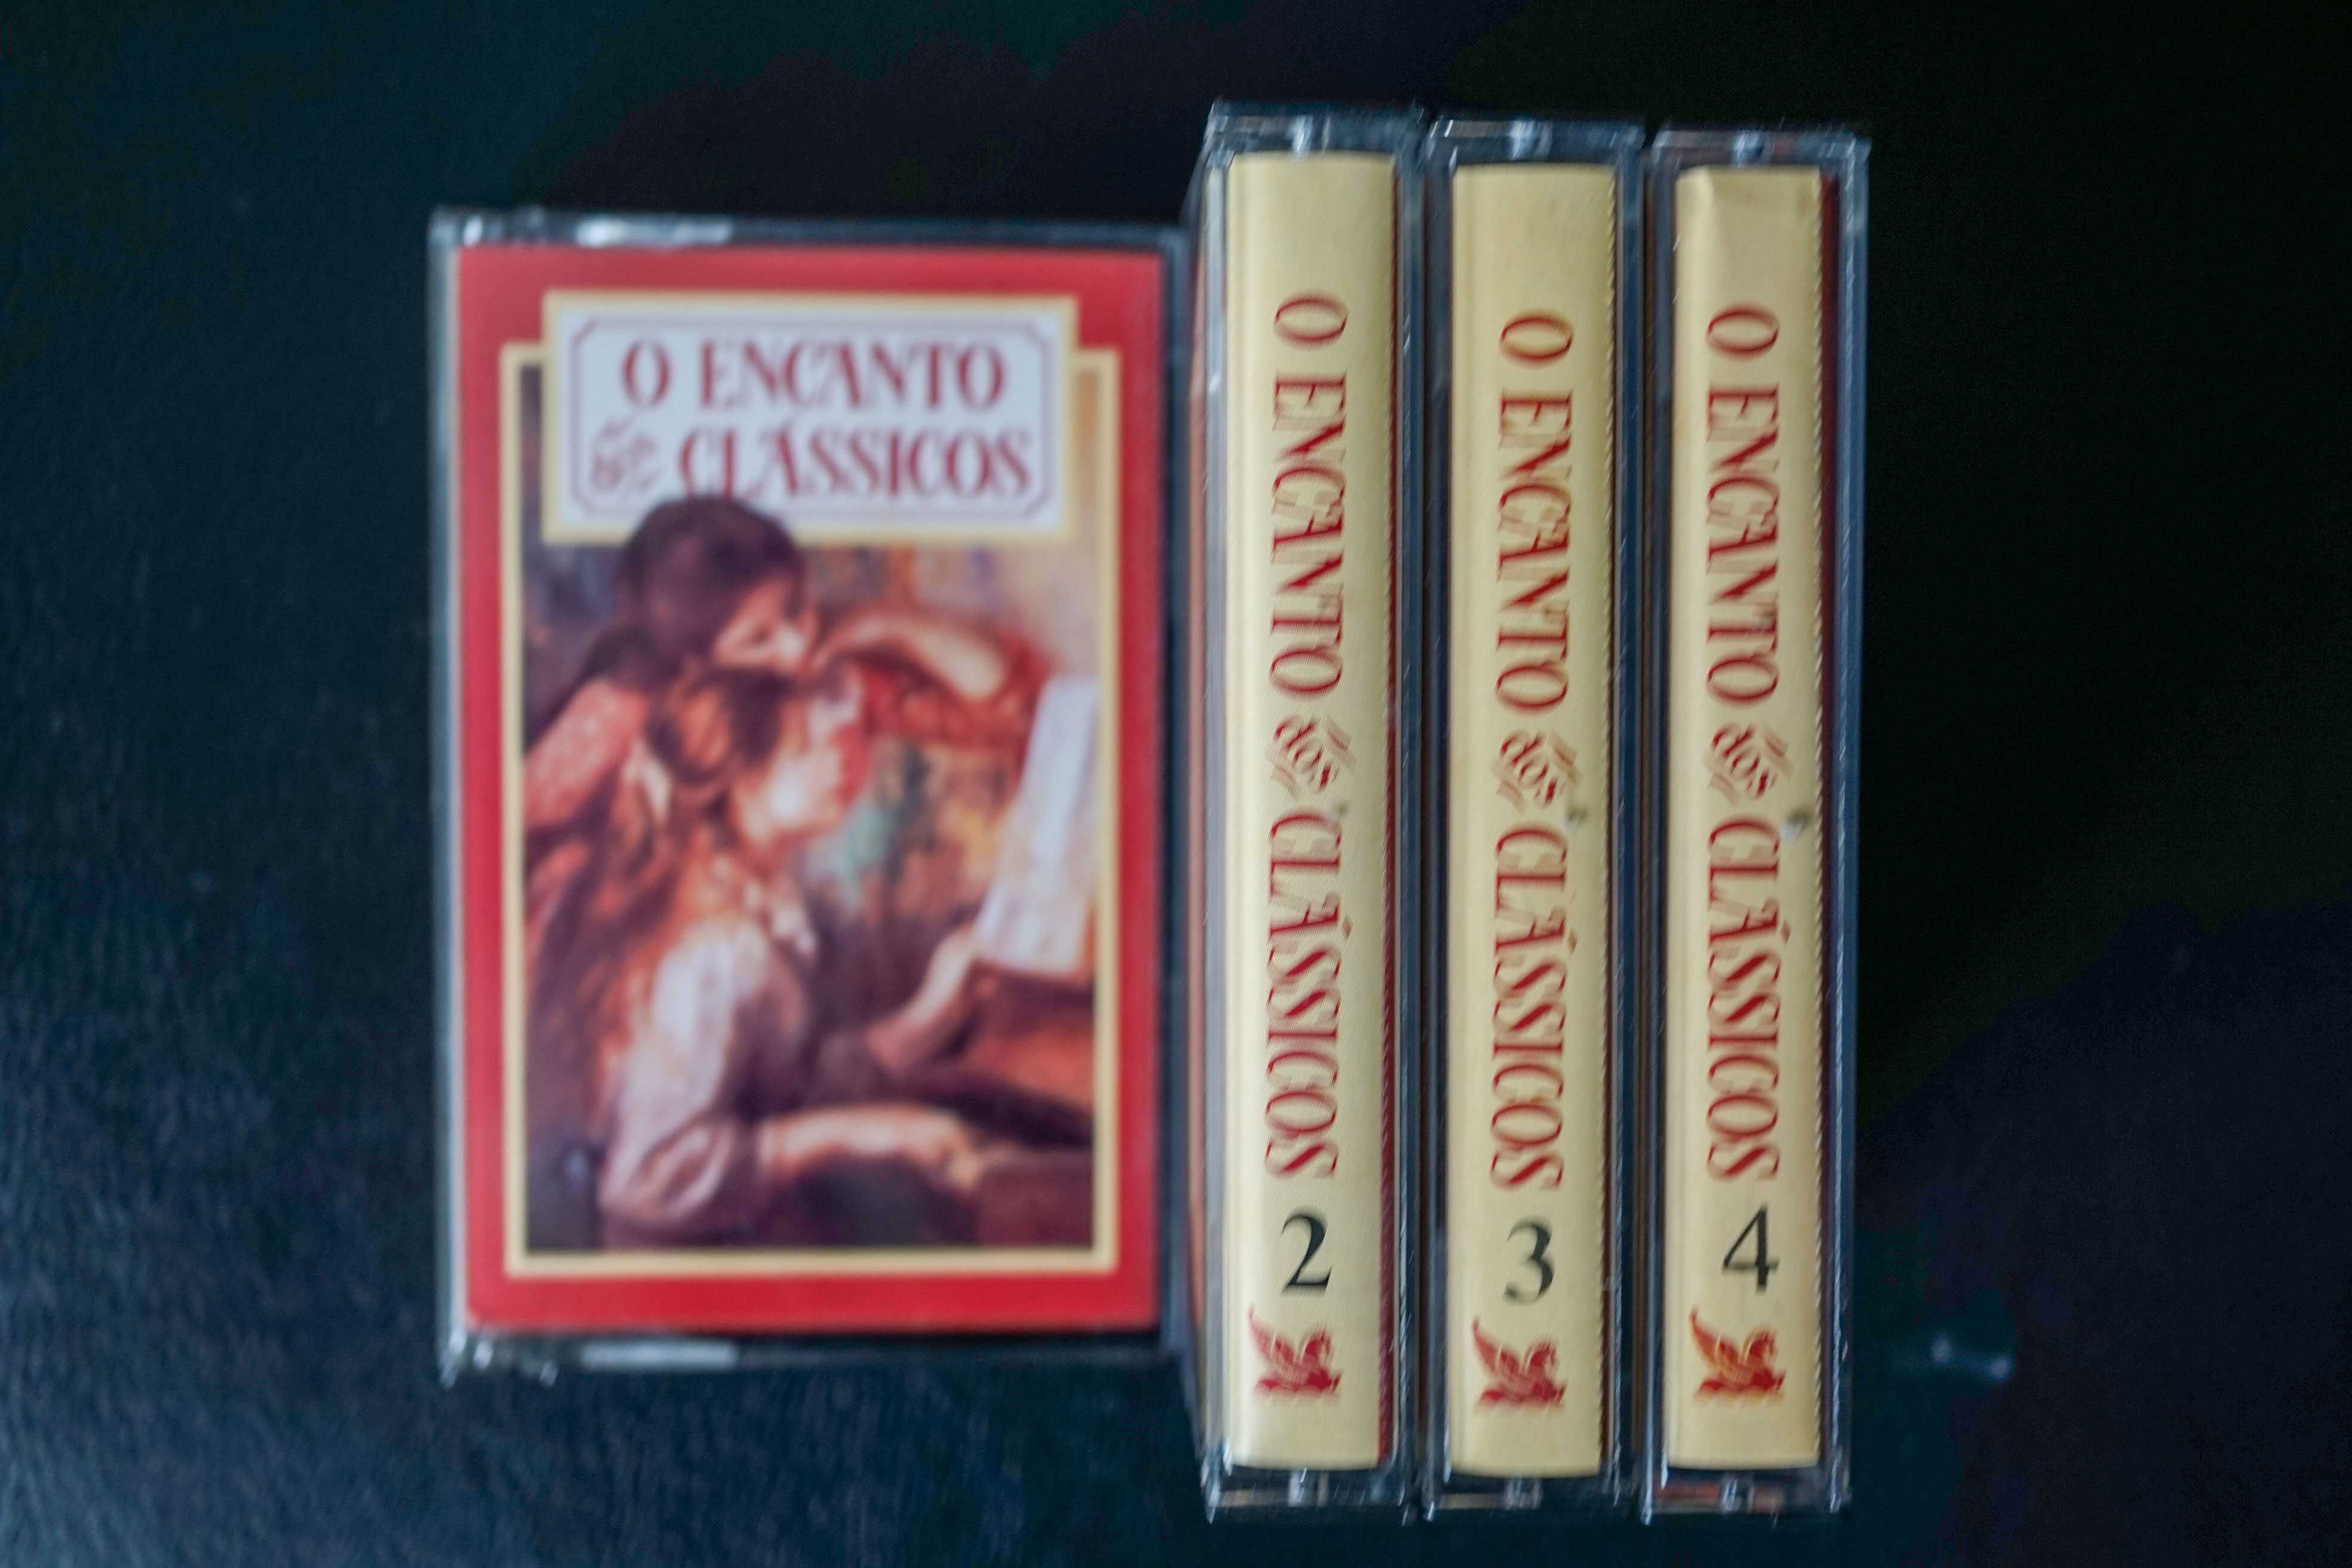 O ENCANTO
dos CLÁSSICOS
O ENCANTO dos CLÁSSICOS 2
O ENCANTO dos CLÁSSICOS 3
O ENCANTO dos CLÁSSICOS 4